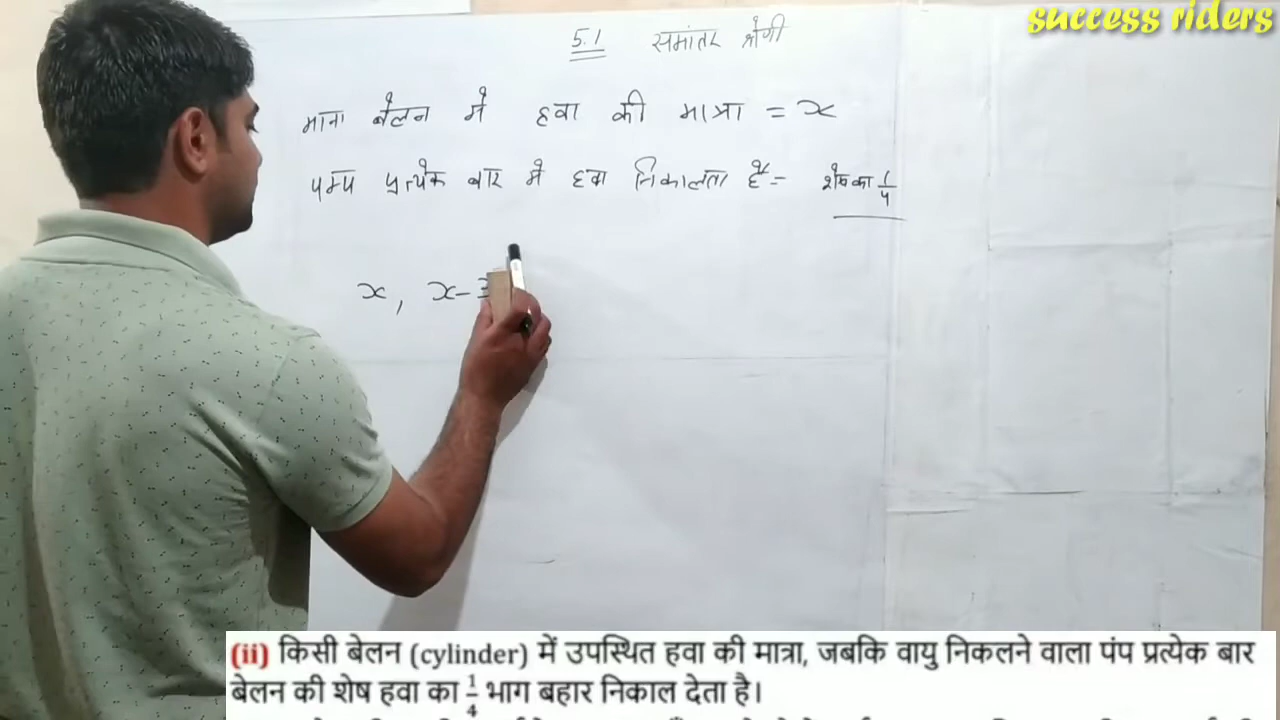 success riders
5.1 समांतर श्रेणी
माना बेलन मे हवा की मात्रा = x
पम्प प्रत्येक बार मे हवा निकालता है = शेष का 1/4
x, x -
(ii) किसी बेलन (cylinder) में उपस्थित हवा की मात्रा, जबकि वायु निकलने वाला पंप प्रत्येक बार
बेलन की शेष हवा का 1/4 भाग बहार निकाल देता है।